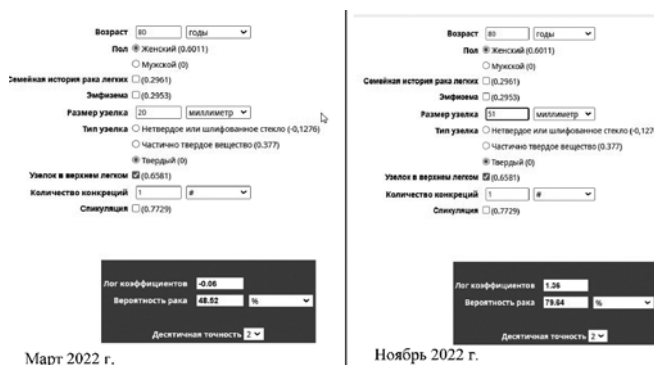 Возраст 80 годы
Пол Женский (0.6011)
Мужской (0)
Семейная история рака легких (0.2961)
Эмфизема (0.2953)
Размер узелка 20 миллиметр
Тип узелка Нетвердое или шлифованное стекло (-0,1276)
Частично твердое вещество (0.377)
Твердый (0)
Узелок в верхнем легком (0.6581)
Количество конкреций 1 #
Спикуляция (0.7729)
Лог коэффициентов -0.06
Вероятность рака 48.52 %
Десятичная точность 2
Март 2022 г.
Возраст 80 годы
Пол Женский (0.6011)
Мужской (0)
Семейная история рака легких (0.2961)
Эмфизема (0.2953)
Размер узелка 51 миллиметр
Тип узелка Нетвердое или шлифованное стекло (-0,127
Частично твердое вещество (0.377)
Твердый (0)
Узелок в верхнем легком (0.6581)
Количество конкреций 1 #
Спикуляция (0.7729)
Лог коэффициентов 1.36
Вероятность рака 79.64 %
Десятичная точность 2
Ноябрь 2022 г.